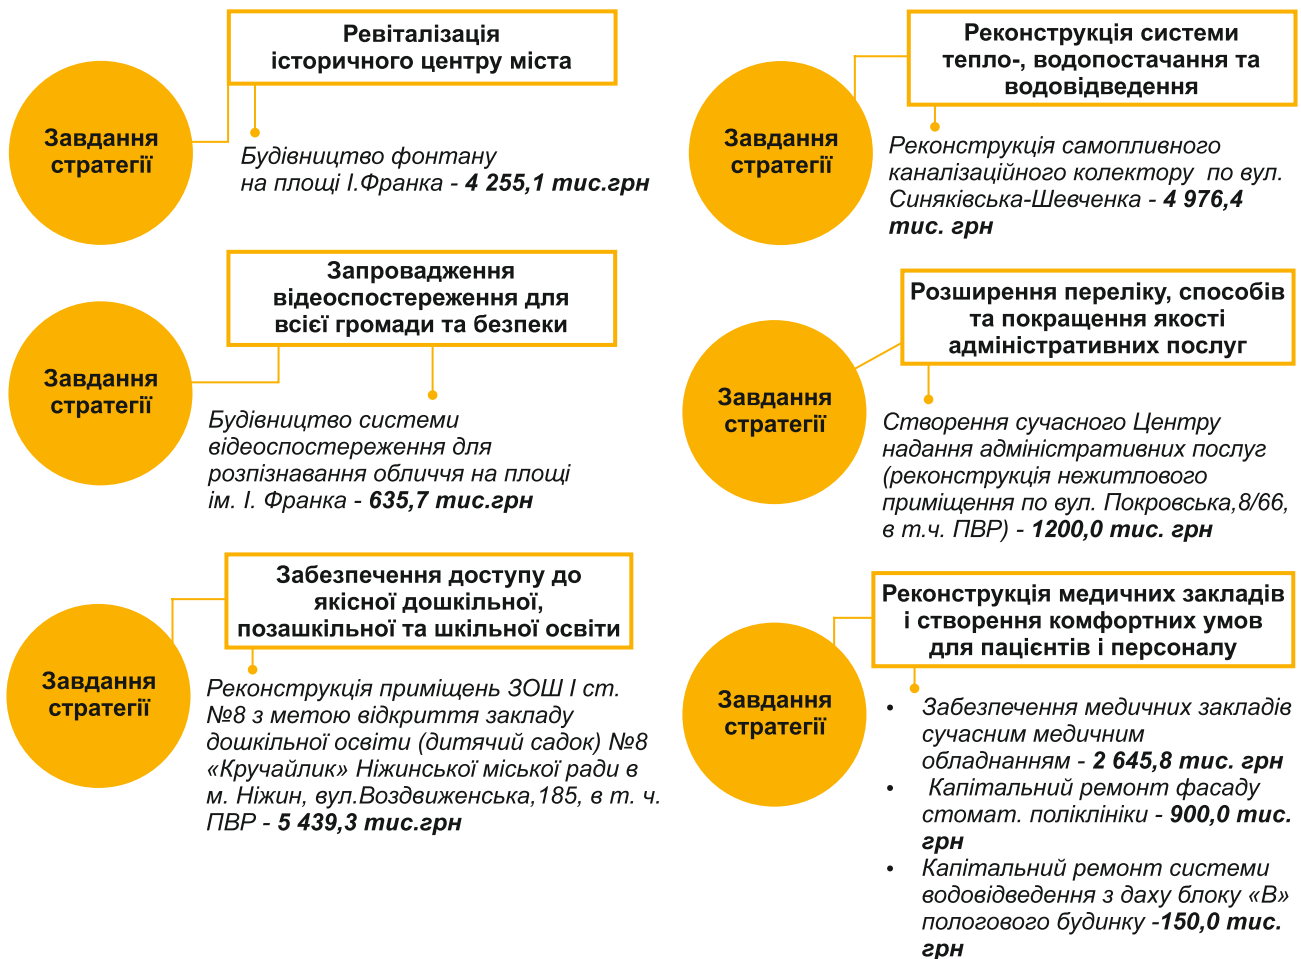 Завдання
стратегії
Ревіталізація
історичного центру міста
Будівництво фонтану
на площі І.Франка - 4 255,1 тис.грн
Завдання
стратегії
Запровадження
відеоспостереження для
всієї громади та безпеки
Будівництво системи
відеоспостереження для
розпізнавання обличчя на площі
ім. І. Франка - 635,7 тис.грн
Завдання
стратегії
Забезпечення доступу до
якісної дошкільної,
позашкільної та шкільної освіти
Реконструкція приміщень ЗОШ І ст.
№8 з метою відкриття закладу
дошкільної освіти (дитячий садок) №8
«Кручайлик» Ніжинської міської ради в
м. Ніжин, вул.Воздвиженська,185, в т. ч.
ПВР - 5 439,3 тис.грн
Завдання
стратегії
Реконструкція системи
тепло-, водопостачання та
водовідведення
Реконструкція самопливного
каналізаційного колектору по вул.
Синяківська-Шевченка - 4 976,4
тис. грн
Завдання
стратегії
Розширення переліку, способів
та покращення якості
адміністративних послуг
Створення сучасного Центру
надання адміністративних послуг
(реконструкція нежитлового
приміщення по вул. Покровська,8/66,
в т.ч. ПВР) - 1200,0 тис. грн
Завдання
стратегії
Реконструкція медичних закладів
і створення комфортних умов
для пацієнтів і персоналу
• Забезпечення медичних закладів
сучасним медичним
обладнанням - 2 645,8 тис. грн
• Капітальний ремонт фасаду
стомат. поліклініки - 900,0 тис.
грн
• Капітальний ремонт системи
водовідведення з даху блоку «В»
пологового будинку -150,0 тис.
грн